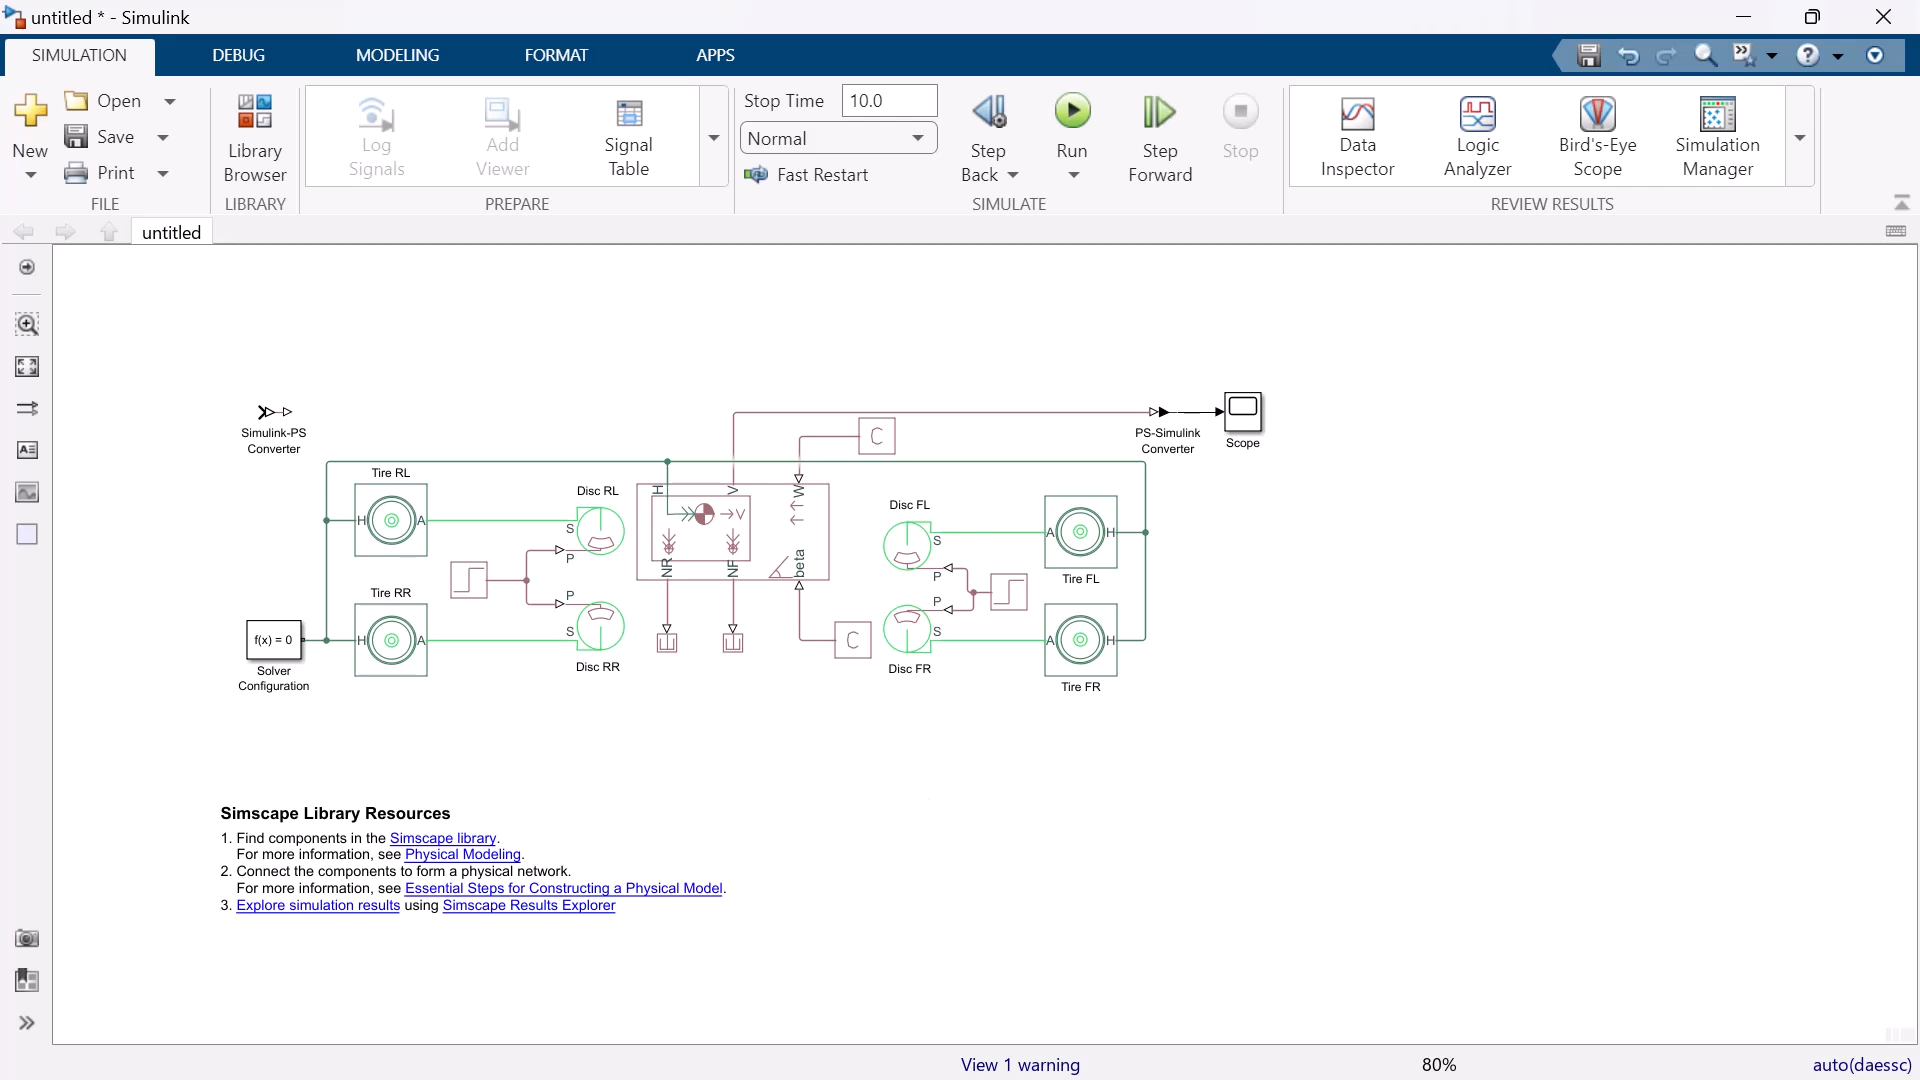 untitled * - Simulink
SIMULATION DEBUG MODELING FORMAT APPS
New
Open
Save
Print
FILE
Library
Browser
LIBRARY
Log
Signals
Add
Viewer
Signal
Table
PREPARE
Stop Time 10.0
Normal
Fast Restart
Step
Back
Run
Step
Forward
Stop
SIMULATE
Data
Inspector
Logic
Analyzer
Bird's-Eye
Scope
Simulation
Manager
REVIEW RESULTS
untitled
Simulink-PS
Converter
C
PS-Simulink
Converter
Scope
Tire RL
H A
Disc RL
S
P
H V W
V
NR NF beta
Disc FL
S
P
A H
Tire FL
Tire RR
H A
P
S
Disc RR
C
P
S
Disc FR
A H
Tire FR
f(x) = 0
Solver
Configuration
Simscape Library Resources
1. Find components in the Simscape library.
For more information, see Physical Modeling.
2. Connect the components to form a physical network.
For more information, see Essential Steps for Constructing a Physical Model.
3. Explore simulation results using Simscape Results Explorer
View 1 warning 80% auto(daessc)